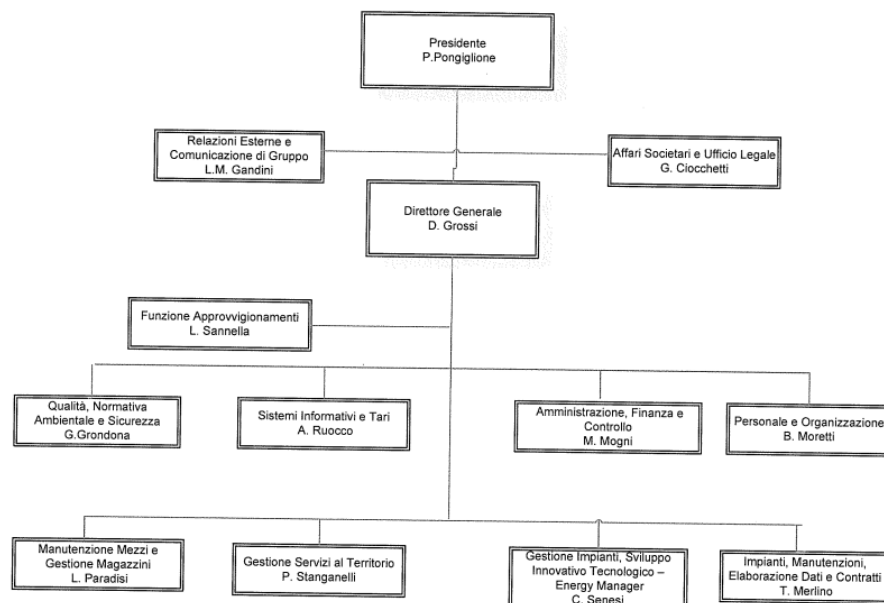 Presidente
P.Pongiglione
Relazioni Esterne e
Comunicazione di Gruppo
L.M. Gandini
Affari Societari e Ufficio Legale
G. Ciocchetti
Direttore Generale
D. Grossi
Funzione Approvvigionamenti
L. Sannella
Qualità, Normativa
Ambientale e Sicurezza
G.Grondona
Sistemi Informativi e Tari
A. Ruocco
Amministrazione, Finanza e
Controllo
M. Mogni
Personale e Organizzazione
B. Moretti
Manutenzione Mezzi e
Gestione Magazzini
L. Paradisi
Gestione Servizi al Territorio
P. Stanganelli
Gestione Impianti, Sviluppo
Innovativo Tecnologico –
Energy Manager
C. Senesi
Impianti, Manutenzioni,
Elaborazione Dati e Contratti
T. Merlino